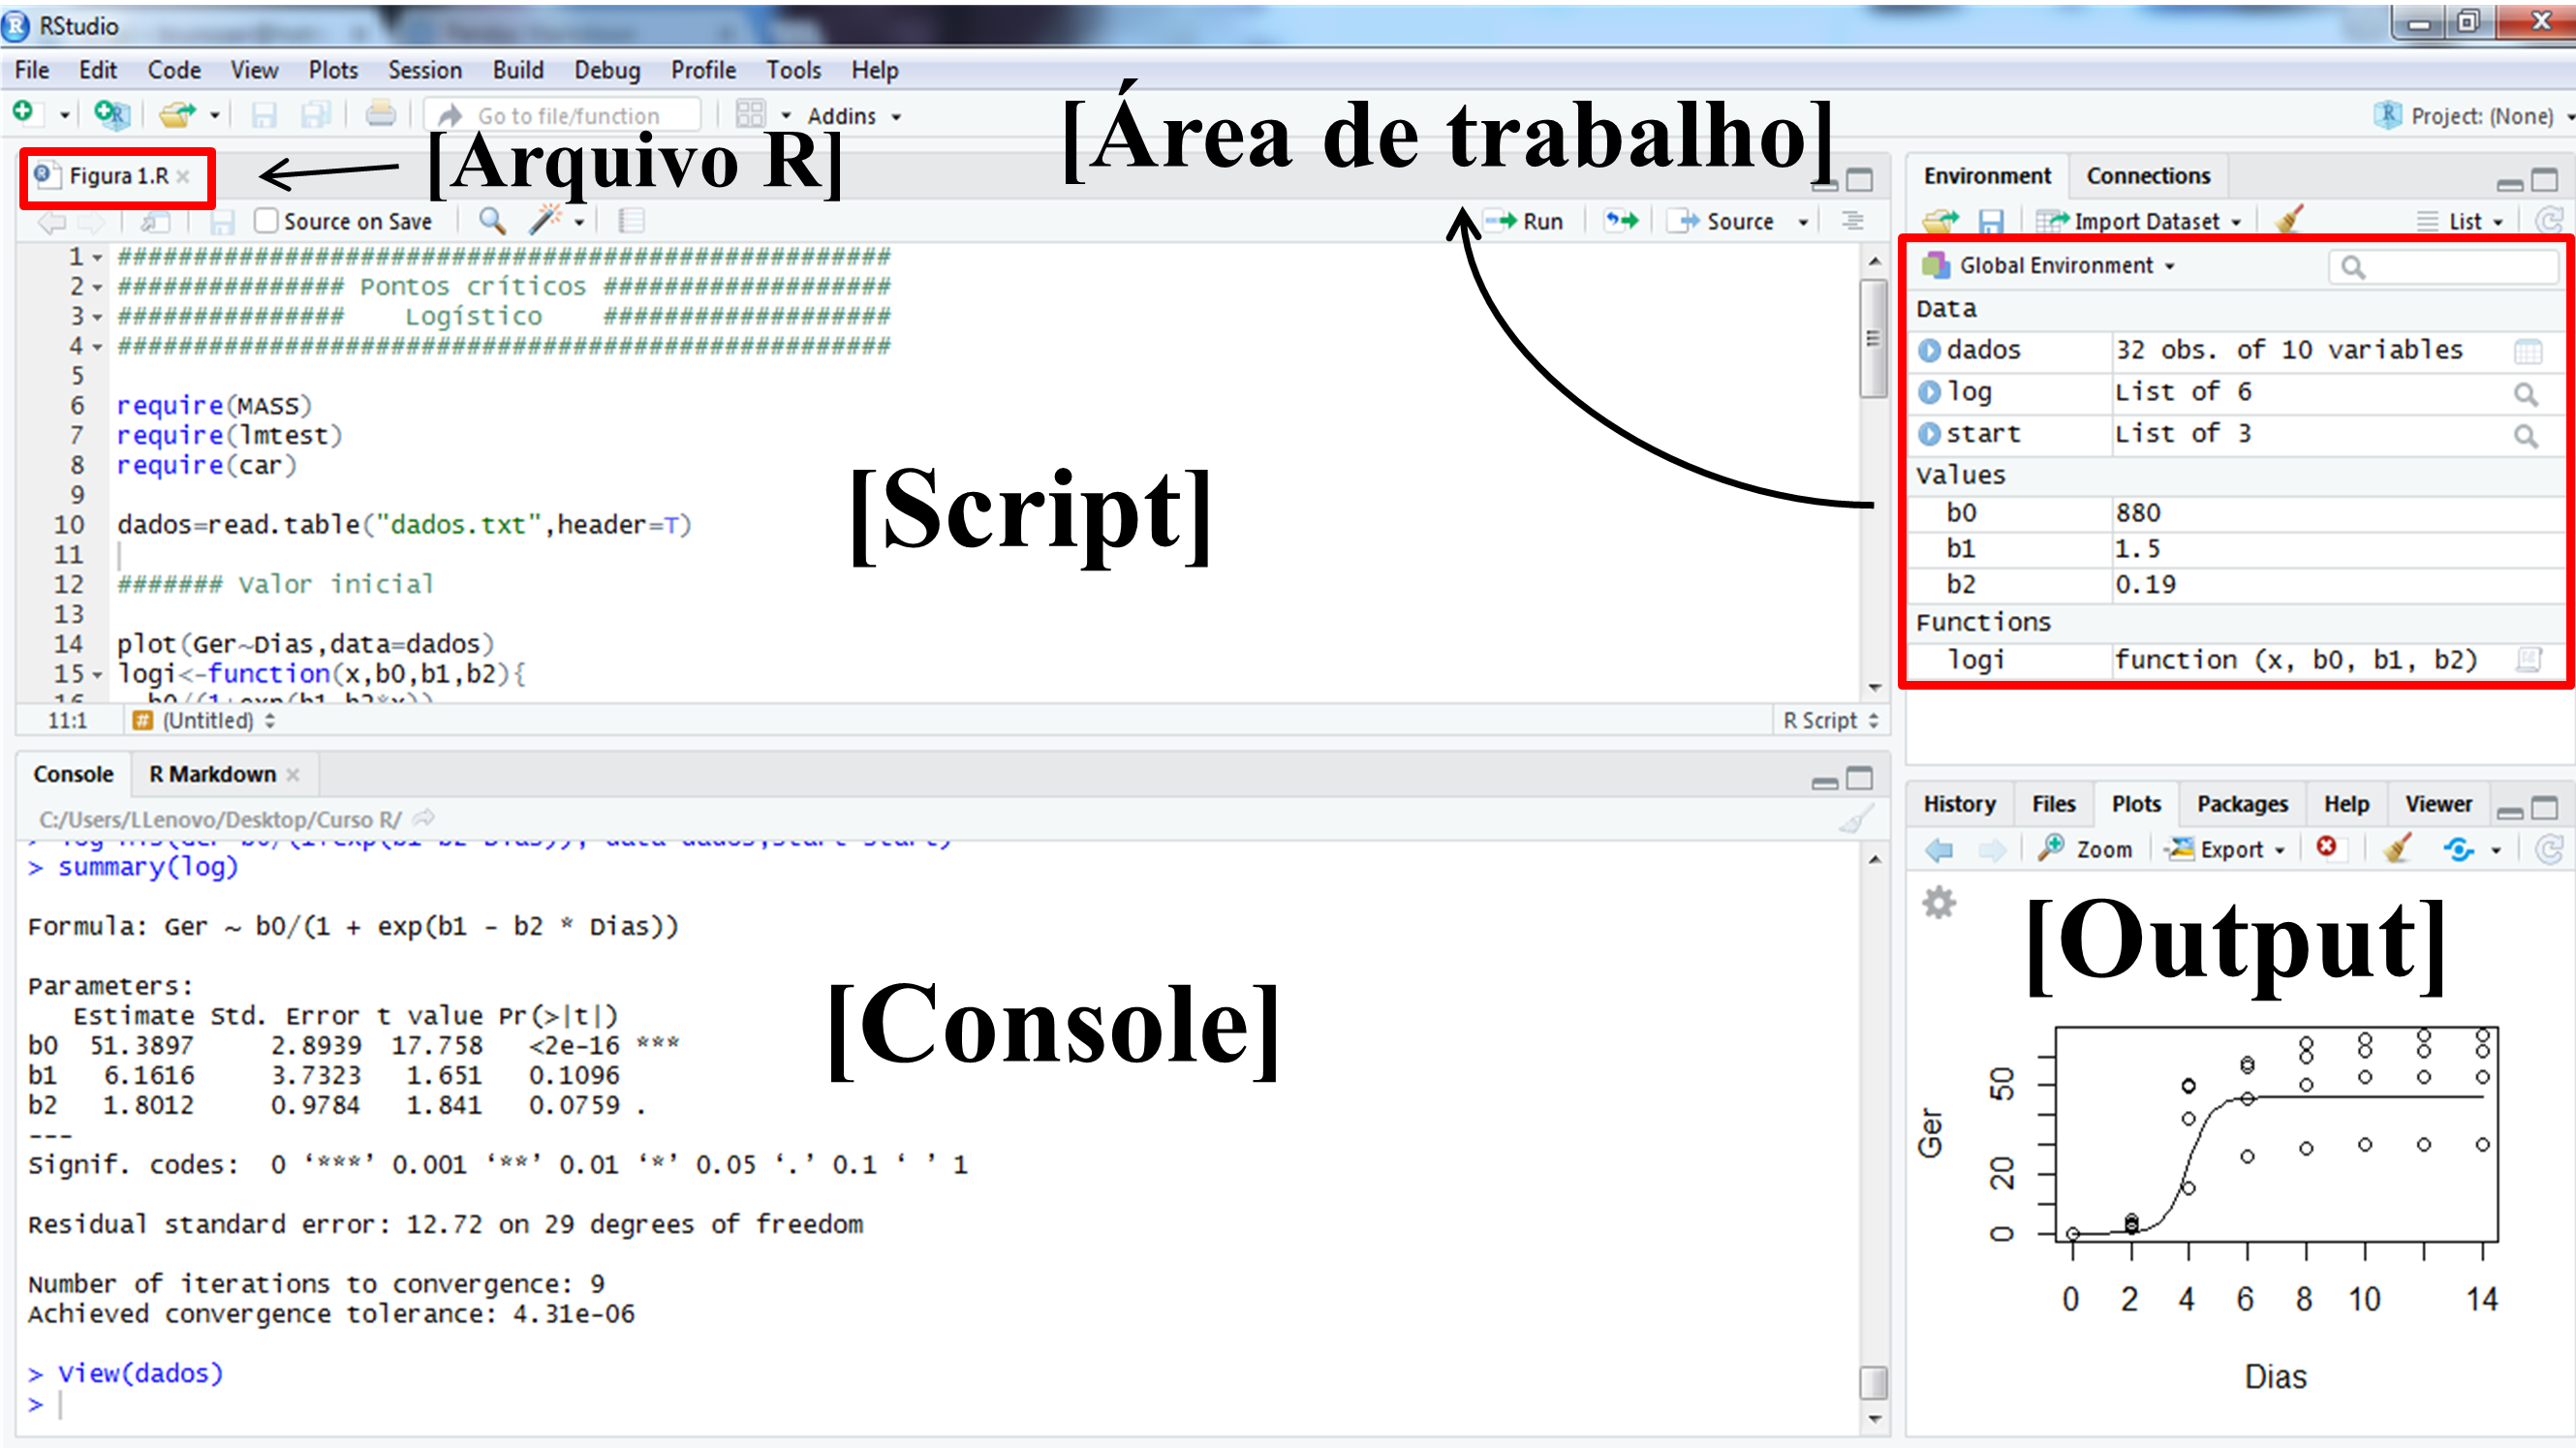 RStudio
File Edit Code View Plots Session Build Debug Profile Tools Help
Go to file/function Addins Project: (None)
[Arquivo R] [Área de trabalho]
Figura 1.R
Source on Save Run Source
1 ###################################################
2 ############### Pontos críticos ###################
3 ############### Logístico ###################
4 ###################################################
5
6 require(MASS)
7 require(lmtest)
8 require(car)
9
10 dados=read.table("dados.txt",header=T)
11
12 ####### Valor inicial
13
14 plot(Ger~Dias,data=dados)
15 logi<-function(x,b0,b1,b2){
16 b0/(1+exp(b1-b2*x))
[Script]
11:1 # (Untitled) R Script
Environment Connections
Import Dataset List
Global Environment
Data
dados 32 obs. of 10 variables
log List of 6
start List of 3
Values
b0 880
b1 1.5
b2 0.19
Functions
logi function (x, b0, b1, b2)
Console R Markdown
C:/Users/LLenovo/Desktop/Curso R/
> summary(log)
Formula: Ger ~ b0/(1 + exp(b1 - b2 * Dias))
Parameters:
Estimate Std. Error t value Pr(>|t|)
b0 51.3897 2.8939 17.758 <2e-16 ***
b1 6.1616 3.7323 1.651 0.1096
b2 1.8012 0.9784 1.841 0.0759 .
---
Signif. codes: 0 ‘***’ 0.001 ‘**’ 0.01 ‘*’ 0.05 ‘.’ 0.1 ‘ ’ 1
Residual standard error: 12.72 on 29 degrees of freedom
Number of iterations to convergence: 9
Achieved convergence tolerance: 4.31e-06
> View(dados)
>
[Console]
History Files Plots Packages Help Viewer
Zoom Export
[Output]
Ger
50
20
0
0 2 4 6 8 10 14
Dias